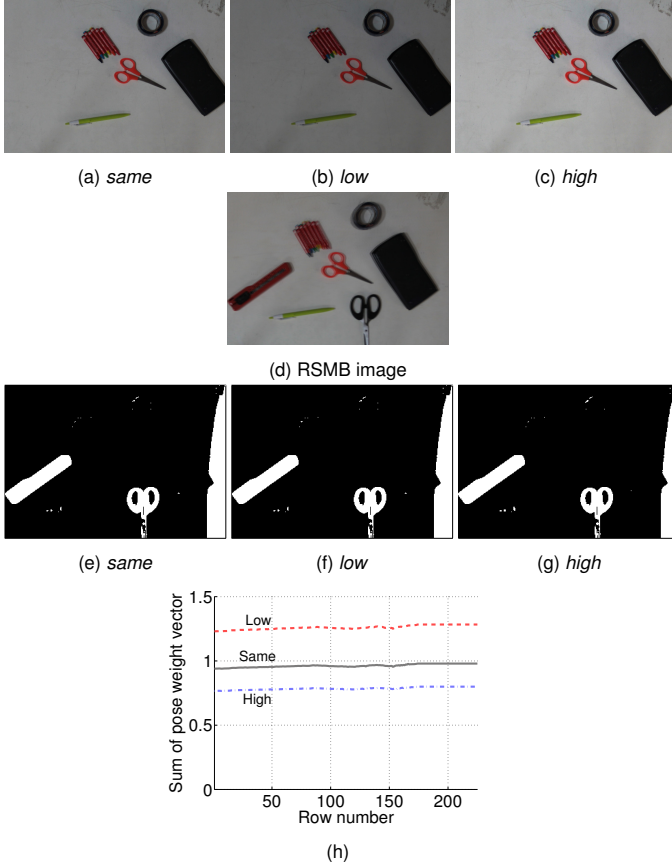 (a) same
(b) low
(c) high
(d) RSMB image
(e) same
(f) low
(g) high
Sum of pose weight vector
1.5
1
0.5
0
Low
Same
High
50
100
150
200
Row number
(h)